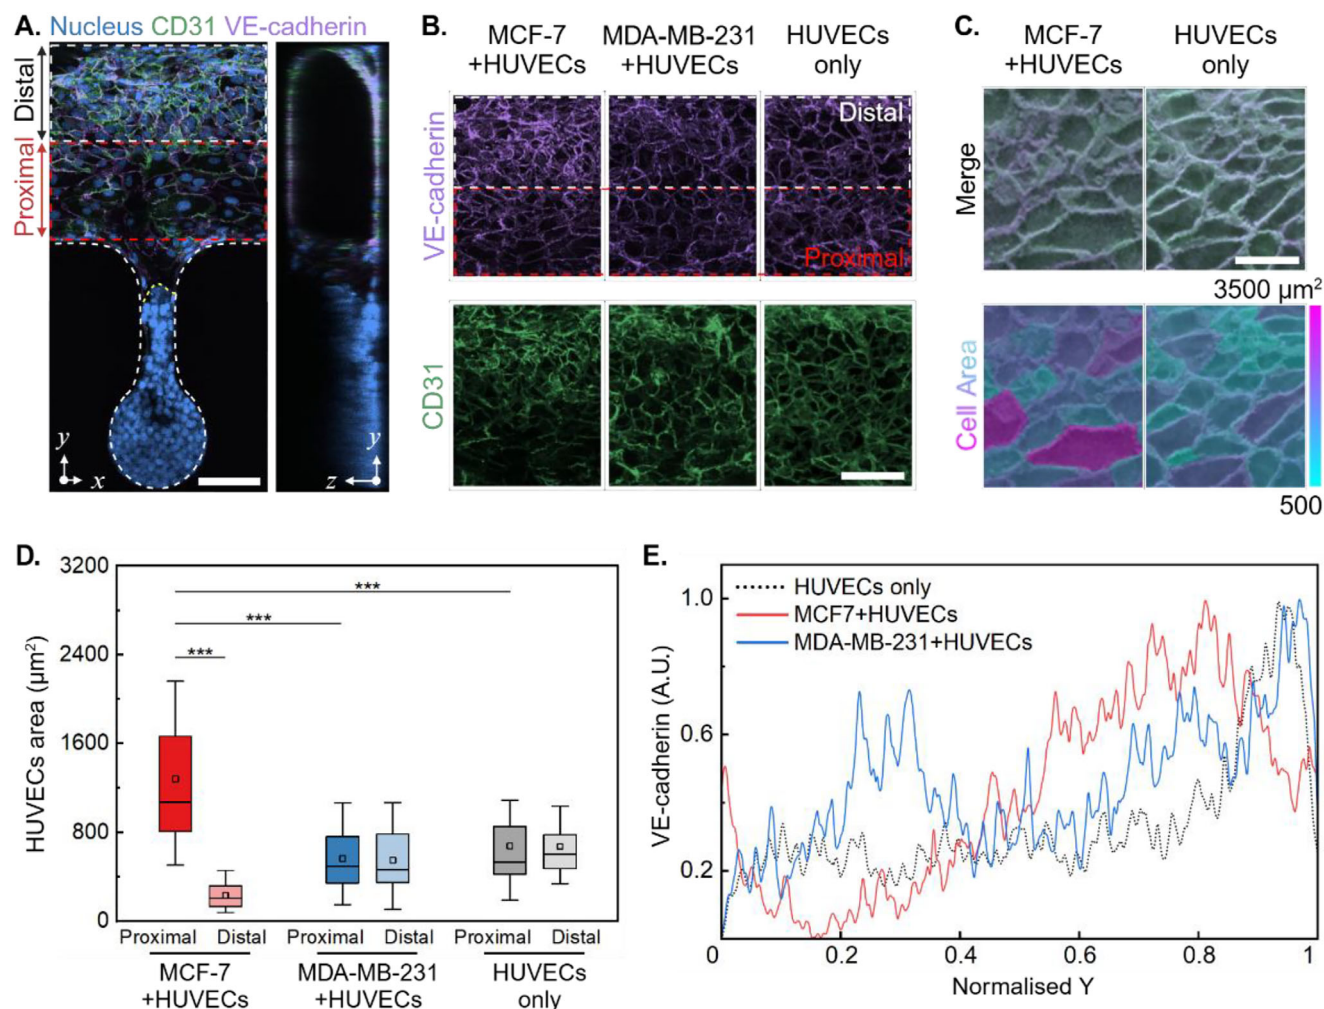 A. Nucleus CD31 VE-cadherin
Distal
Proximal
y
x
y
z
B.
MCF-7
+HUVECs
MDA-MB-231
+HUVECs
HUVECs
only
VE-cadherin
Distal
Proximal
CD31
C.
MCF-7
+HUVECs
HUVECs
only
Merge
3500 µm²
Cell Area
500
D.
HUVECs area (µm²)
3200
2400
1600
800
0
***
***
***
Proximal Distal Proximal Distal Proximal Distal
MCF-7
+HUVECs
MDA-MB-231
+HUVECs
HUVECs
only
E.
VE-cadherin (A.U.)
1.0
0.6
0.2
HUVECs only
MCF7+HUVECs
MDA-MB-231+HUVECs
0 0.2 0.4 0.6 0.8 1
Normalised Y